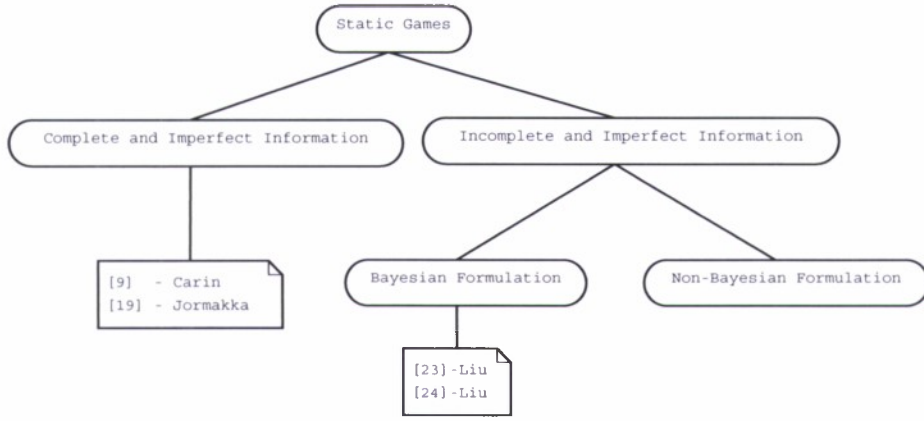 Static Games
Complete and Imperfect Information
Incomplete and Imperfect Information
[9] - Carin
[19] - Jormakka
Bayesian Formulation
Non-Bayesian Formulation
[23]-Liu
[24]-Liu